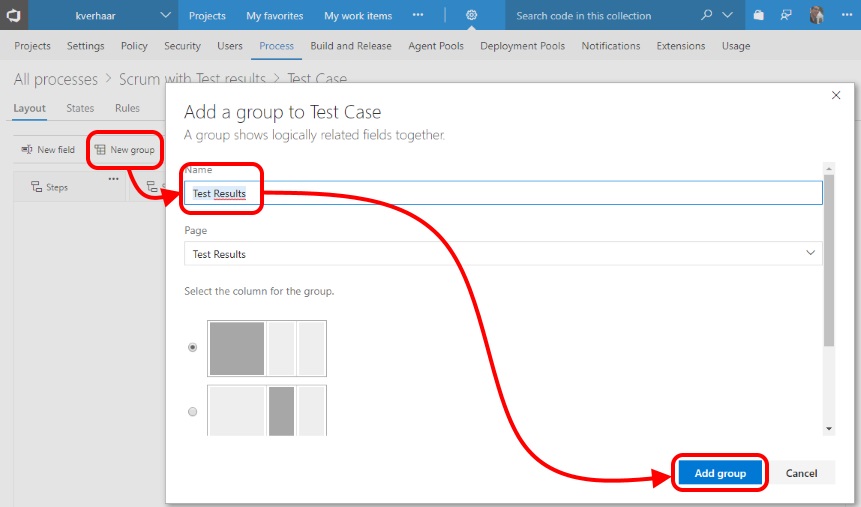 kverhaar Projects My favorites My work items ··· Search code in this collection ···
Projects Settings Policy Security Users Process Build and Release Agent Pools Deployment Pools Notifications Extensions Usage
All processes > Scrum with Test results > Test Case
Layout States Rules
New field New group
Steps ···
Add a group to Test Case
A group shows logically related fields together.
Name
Test Results
Page
Test Results
Select the column for the group.
Add group Cancel